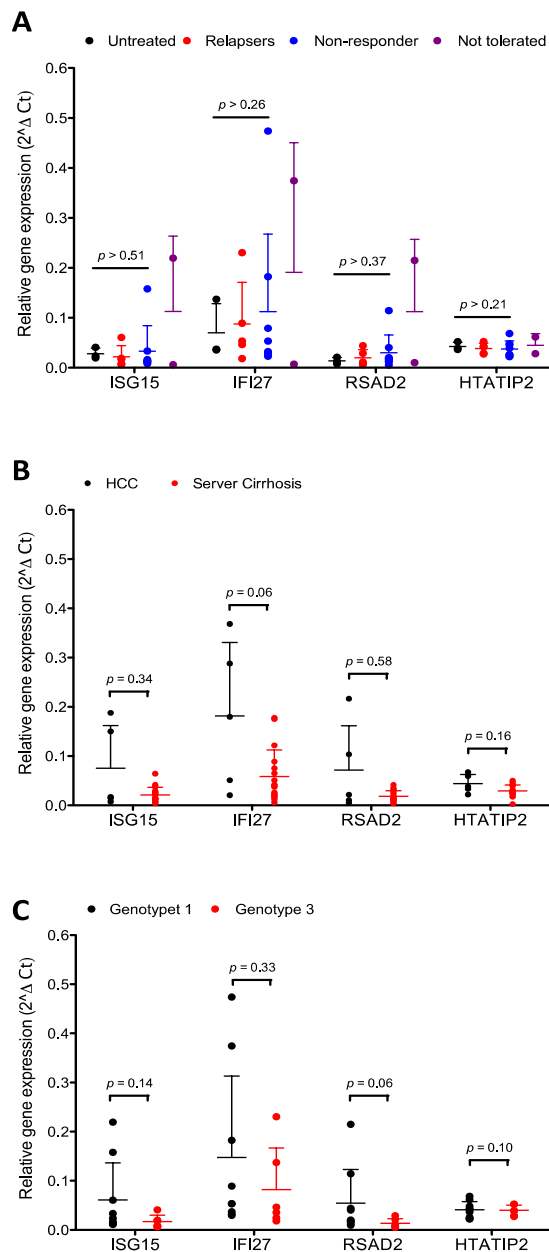 A
Untreated Relapsers Non-responder Not tolerated
Relative gene expression (2^Δ Ct)
0.6
0.5
0.4
0.3
0.2
0.1
0.0
p > 0.51
p > 0.26
p > 0.37
p > 0.21
ISG15 IFI27 RSAD2 HTATIP2
B
HCC Server Cirrhosis
Relative gene expression (2^Δ Ct)
0.6
0.5
0.4
0.3
0.2
0.1
0.0
p = 0.34
p = 0.06
p = 0.58
p = 0.16
ISG15 IFI27 RSAD2 HTATIP2
C
Genotypet 1 Genotype 3
Relative gene expression (2^Δ Ct)
0.6
0.5
0.4
0.3
0.2
0.1
0.0
p = 0.14
p = 0.33
p = 0.06
p = 0.10
ISG15 IFI27 RSAD2 HTATIP2